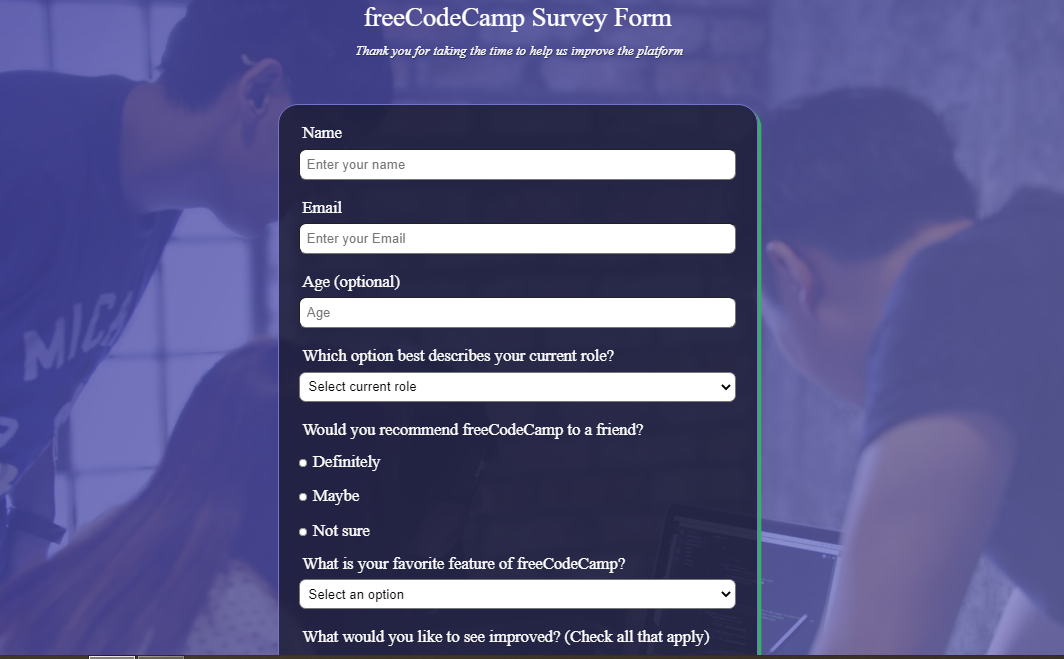 freeCodeCamp Survey Form
Thank you for taking the time to help us improve the platform
Name
Enter your name
Email
Enter your Email
Age (optional)
Age
Which option best describes your current role?
Select current role
Would you recommend freeCodeCamp to a friend?
Definitely
Maybe
Not sure
What is your favorite feature of freeCodeCamp?
Select an option
What would you like to see improved? (Check all that apply)